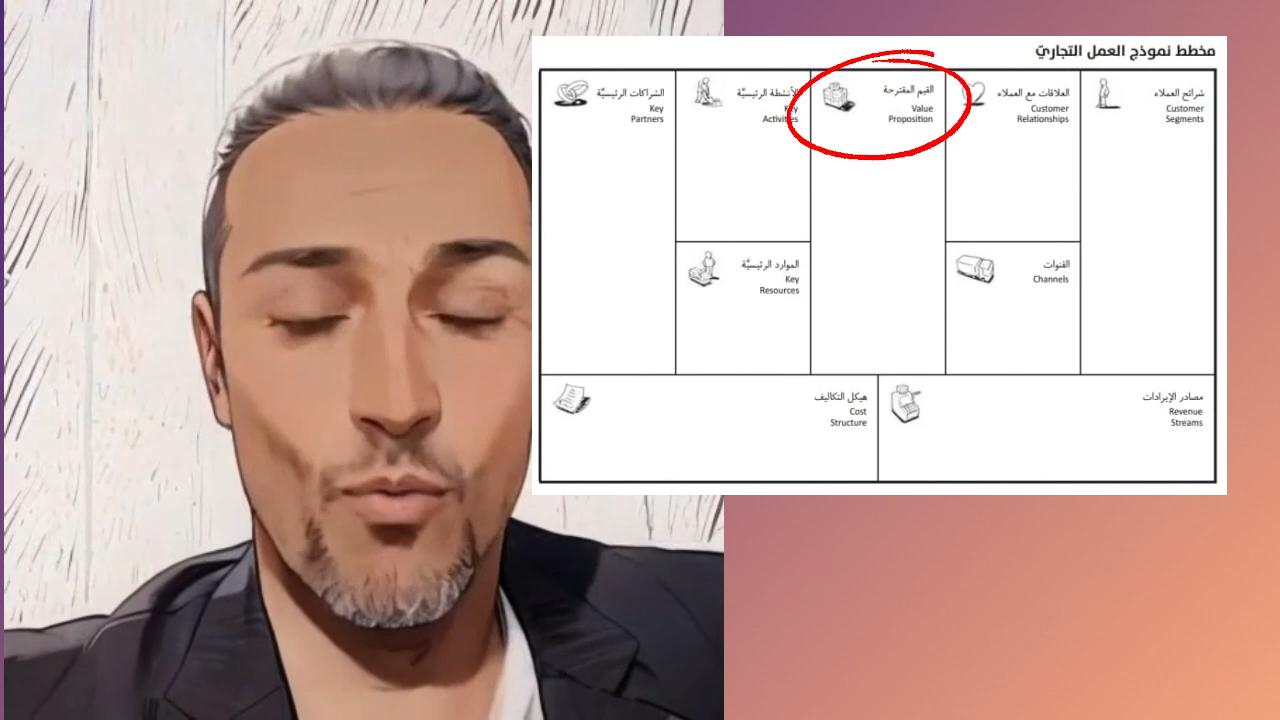 مخطط نموذج العمل التجاريّ
شرائح العملاء
Customer
Segments
العلاقات مع العملاء
Customer
Relationships
القيم المقترحة
Value
Proposition
الأنشطة الرئيسيَّة
Key
Activities
الشراكات الرئيسيَّة
Key
Partners
القنوات
Channels
الموارد الرئيسيَّة
Key
Resources
مصادر الإيرادات
Revenue
Streams
هيكل التكاليف
Cost
Structure